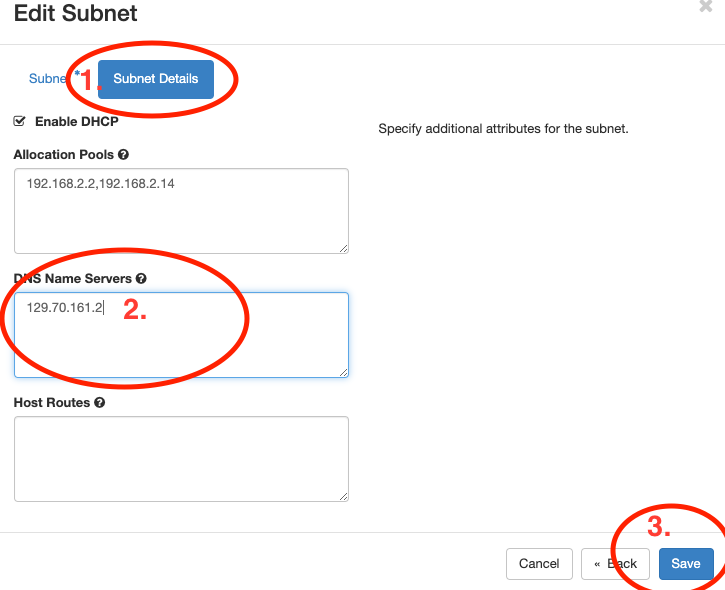 Edit Subnet
×
Subne * 1. Subnet Details
Enable DHCP
Specify additional attributes for the subnet.
Allocation Pools
192.168.2.2,192.168.2.14
DNS Name Servers
129.70.161.2 2.
Host Routes
3.
Cancel
« Back
Save